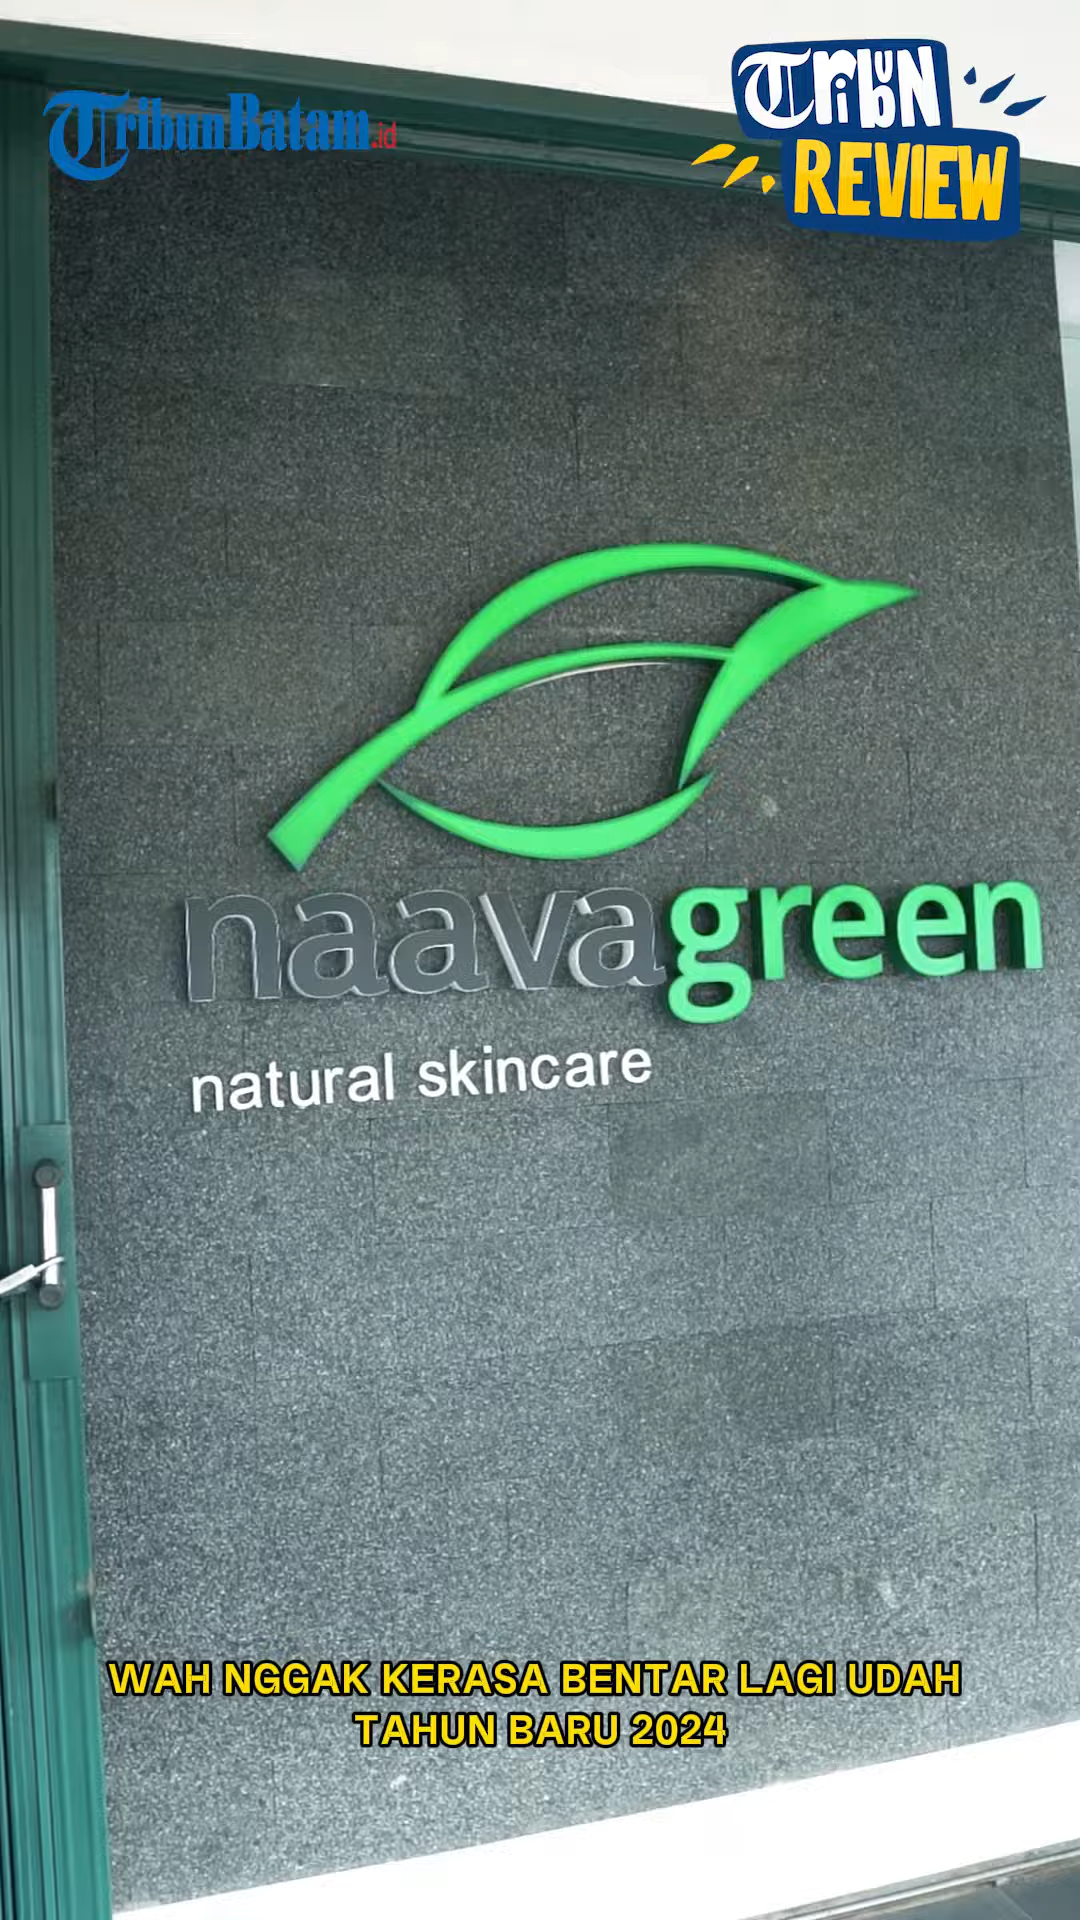 TribunBatam.id
Tribun
REVIEW
naavagreen
natural skincare
WAH NGGAK KERASA BENTAR LAGI UDAH
TAHUN BARU 2024